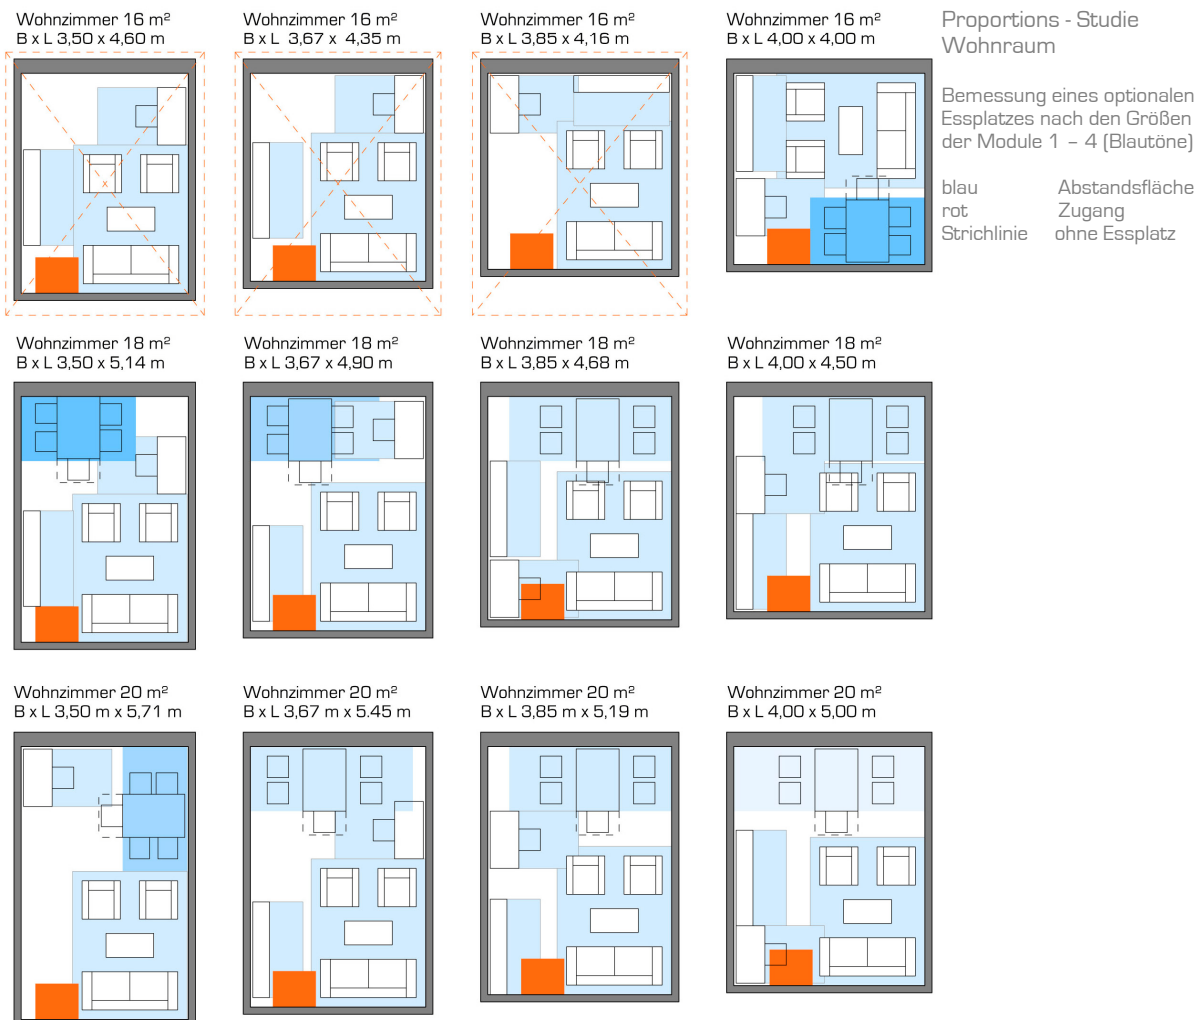 Wohnzimmer 16 m²
B x L 3,50 x 4,60 m
Wohnzimmer 16 m²
B x L 3,67 x 4,35 m
Wohnzimmer 16 m²
B x L 3,85 x 4,16 m
Wohnzimmer 16 m²
B x L 4,00 x 4,00 m
Proportions - Studie
Wohnraum
Bemessung eines optionalen
Essplatzes nach den Größen
der Module 1 – 4 (Blautöne)
blau Abstandsfläche
rot Zugang
Strichlinie ohne Essplatz
Wohnzimmer 18 m²
B x L 3,50 x 5,14 m
Wohnzimmer 18 m²
B x L 3,67 x 4,90 m
Wohnzimmer 18 m²
B x L 3,85 x 4,68 m
Wohnzimmer 18 m²
B x L 4,00 x 4,50 m
Wohnzimmer 20 m²
B x L 3,50 m x 5,71 m
Wohnzimmer 20 m²
B x L 3,67 m x 5.45 m
Wohnzimmer 20 m²
B x L 3,85 m x 5,19 m
Wohnzimmer 20 m²
B x L 4,00 x 5,00 m